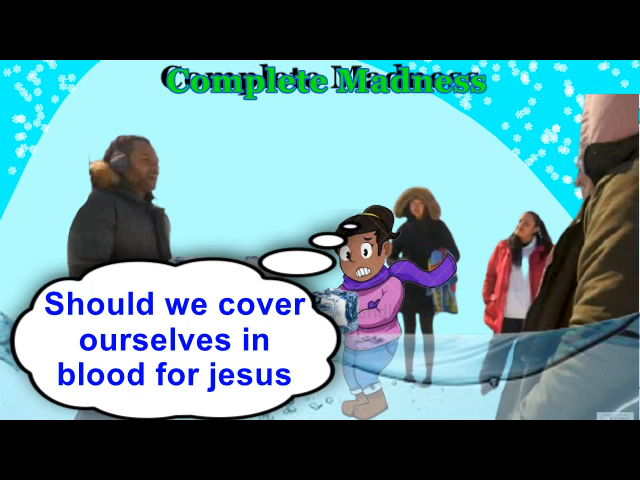 Complete Madness
Should we cover
ourselves in
blood for jesus